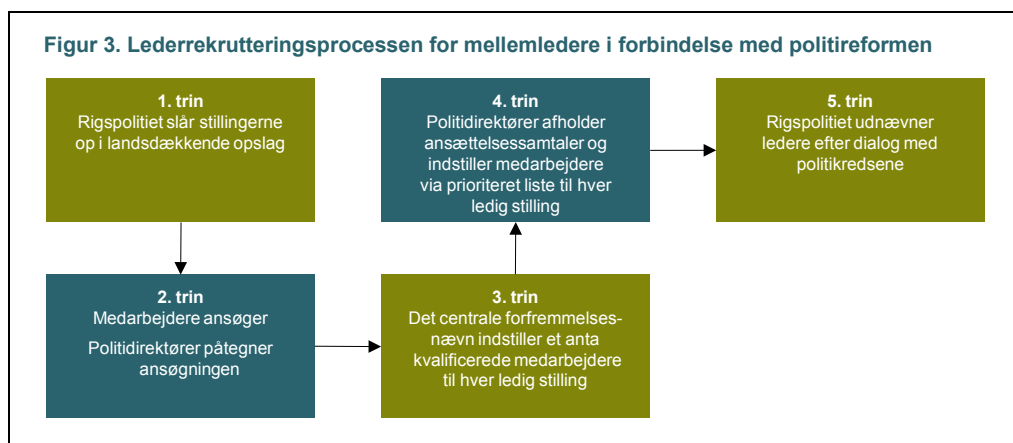 Figur 3. Lederrekrutteringsprocessen for mellemledere i forbindelse med politireformen
1. trin
Rigspolitiet slår stillingerne
op i landsdækkende opslag
2. trin
Medarbejdere ansøger
Politidirektører påtegner
ansøgningen
3. trin
Det centrale forfremmelses-
nævn indstiller et anta
kvalificerede medarbejdere
til hver ledig stilling
4. trin
Politidirektører afholder
ansættelsessamtaler og
indstiller medarbejdere
via prioriteret liste til hver
ledig stilling
5. trin
Rigspolitiet udnævner
ledere efter dialog med
politikredsene